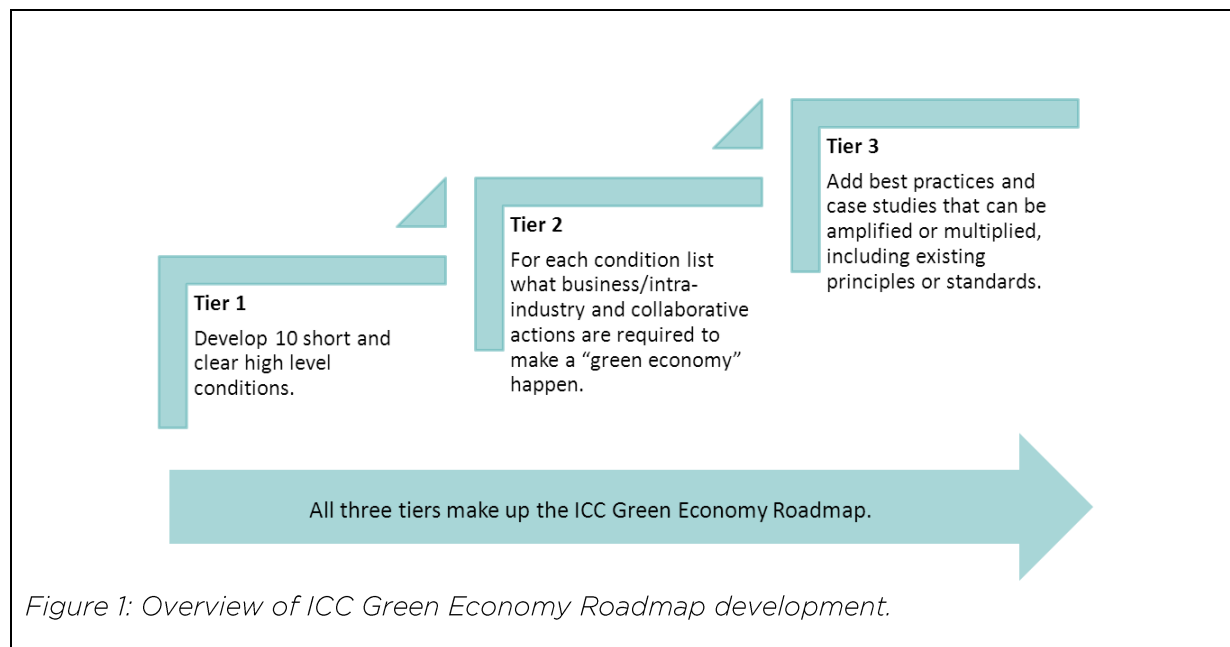 Tier 1
Develop 10 short and
clear high level
conditions.
Tier 2
For each condition list
what business/intra-
industry and collaborative
actions are required to
make a “green economy”
happen.
Tier 3
Add best practices and
case studies that can be
amplified or multiplied,
including existing
principles or standards.
All three tiers make up the ICC Green Economy Roadmap.
Figure 1: Overview of ICC Green Economy Roadmap development.